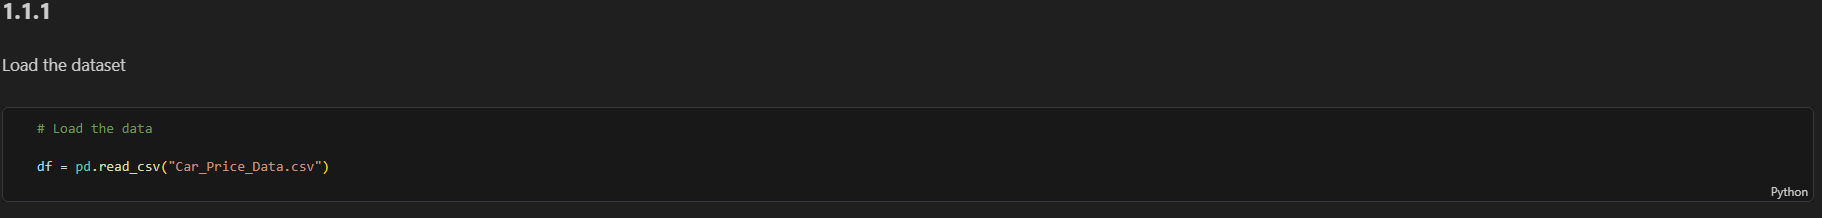 1.1.1
Load the dataset
# Load the data
df = pd.read_csv("Car_Price_Data.csv")
Python